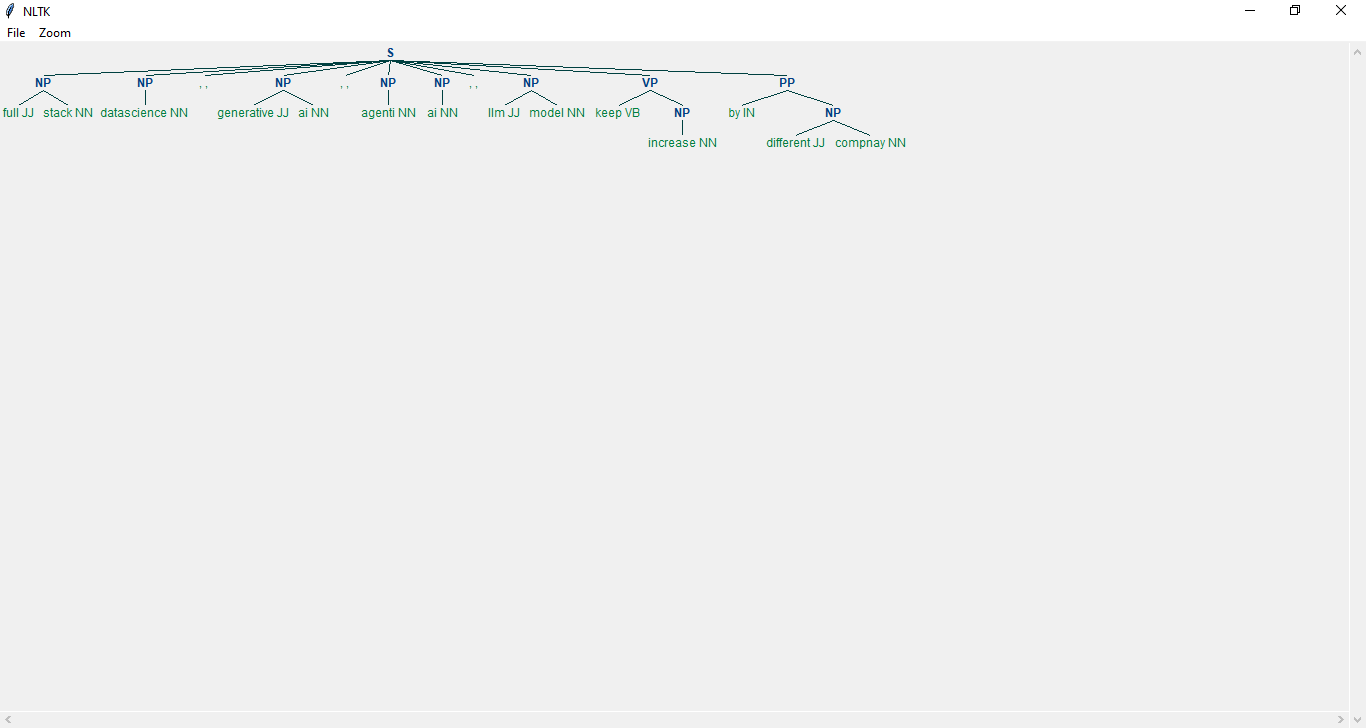 NLTK
File Zoom
S
NP NP , , NP , , NP NP , , NP VP PP
full JJ stack NN datascience NN generative JJ ai NN agenti NN ai NN llm JJ model NN keep VB NP by IN NP
increase NN different JJ compnay NN